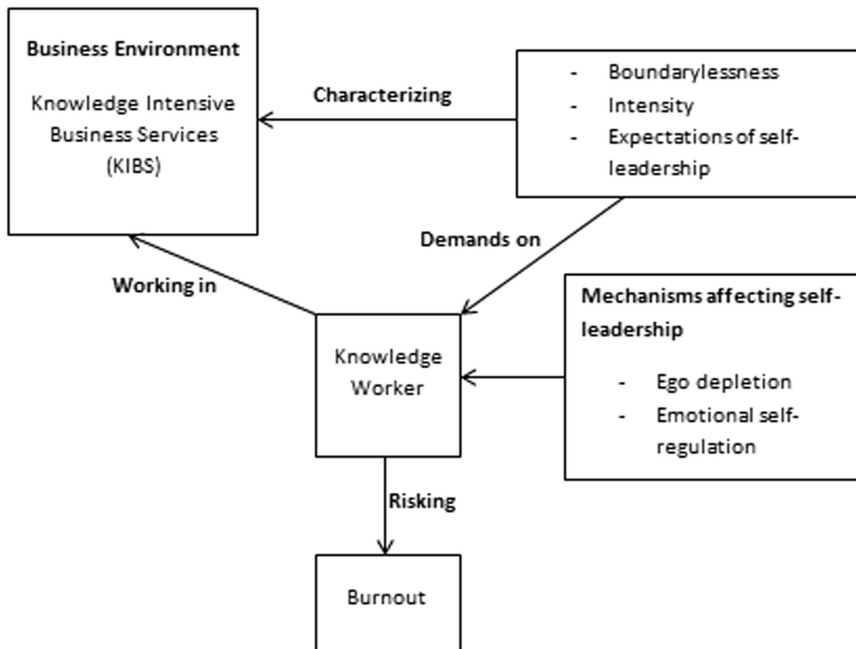 Business Environment
Knowledge Intensive
Business Services
(KIBS)
Characterizing
- Boundarylessness
- Intensity
- Expectations of self-
leadership
Demands on
Working in
Mechanisms affecting self-
leadership
- Ego depletion
- Emotional self-
regulation
Knowledge
Worker
Risking
Burnout